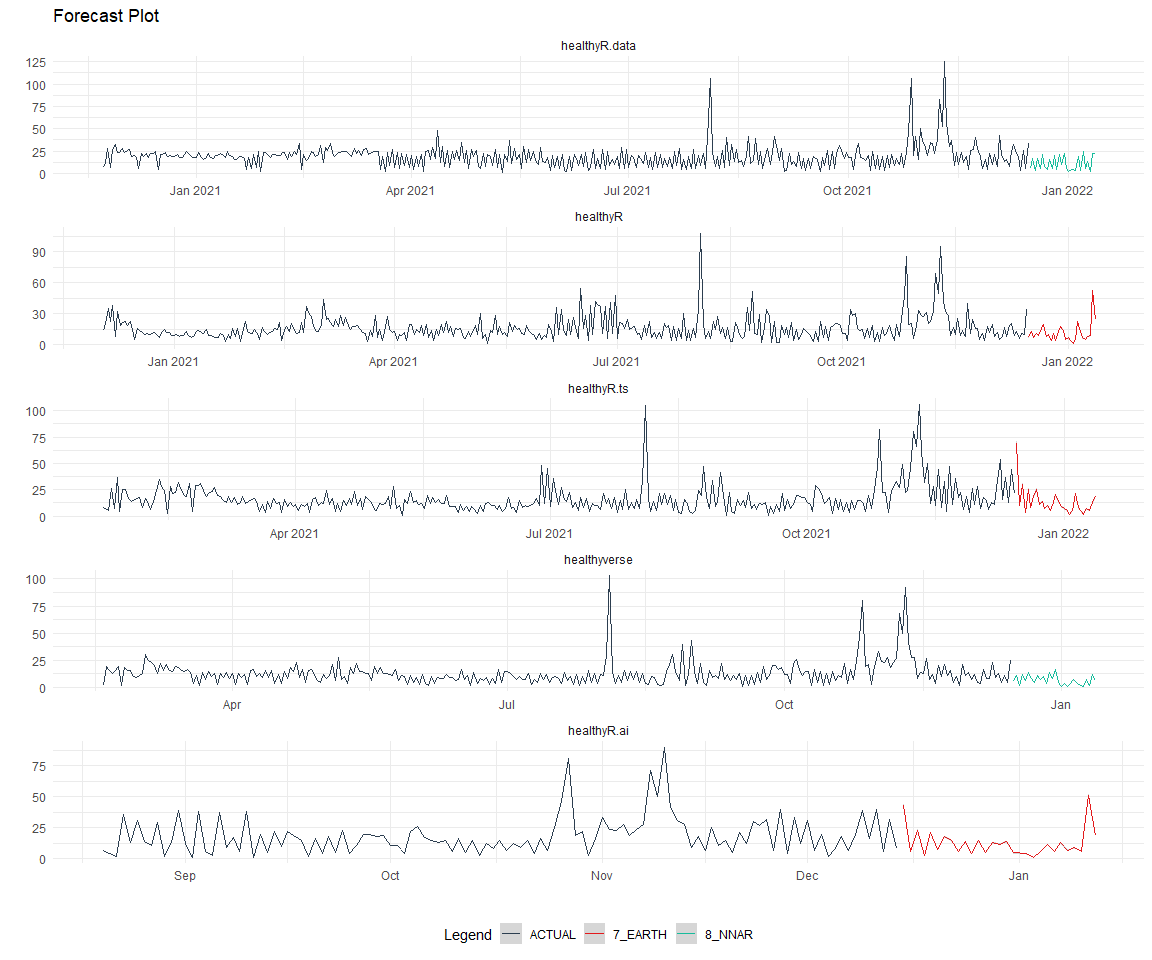 Forecast Plot
healthyR.data
125
100
75
50
25
0
Jan 2021 Apr 2021 Jul 2021 Oct 2021 Jan 2022
healthyR
90
60
30
0
Jan 2021 Apr 2021 Jul 2021 Oct 2021 Jan 2022
healthyR.ts
100
75
50
25
0
Apr 2021 Jul 2021 Oct 2021 Jan 2022
healthyverse
100
75
50
25
0
Apr Jul Oct Jan
healthyR.ai
75
50
25
0
Sep Oct Nov Dec Jan
Legend ACTUAL 7_EARTH 8_NNAR